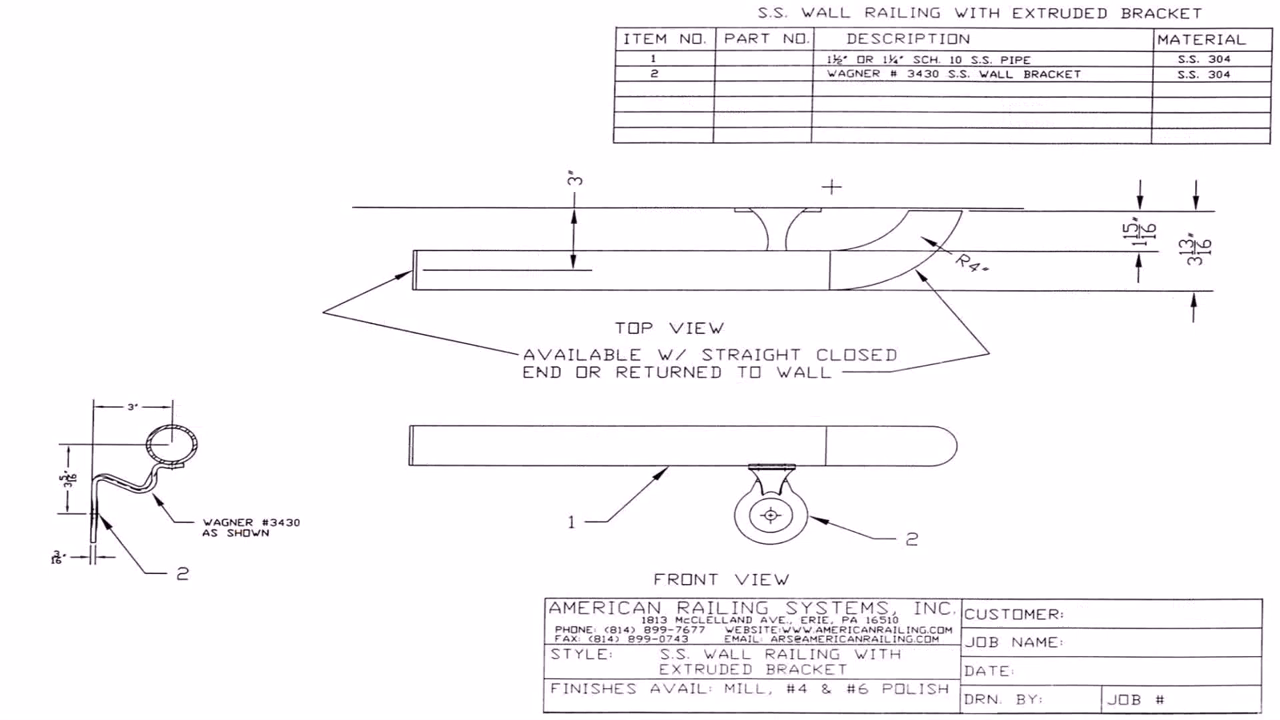 S.S. WALL RAILING WITH EXTRUDED BRACKET
ITEM NO. PART NO. DESCRIPTION MATERIAL
1 1½" OR 1¼" SCH. 10 S.S. PIPE S.S. 304
2 WAGNER # 3430 S.S. WALL BRACKET S.S. 304
3"
1 15/16"
3 13/16"
R4"
TOP VIEW
AVAILABLE W/ STRAIGHT CLOSED
END OR RETURNED TO WALL
3"
3 5/16"
WAGNER #3430
AS SHOWN
3/16"
2
1
2
FRONT VIEW
AMERICAN RAILING SYSTEMS, INC.
1813 McCLELLAND AVE., ERIE, PA 16510
PHONE: (814) 899-7677 WEBSITE:WWW.AMERICANRAILING.COM
FAX: (814) 899-0743 EMAIL: ARS@AMERICANRAILING.COM
STYLE: S.S. WALL RAILING WITH
EXTRUDED BRACKET
FINISHES AVAIL: MILL, #4 & #6 POLISH
CUSTOMER:
JOB NAME:
DATE:
DRN. BY: JOB #